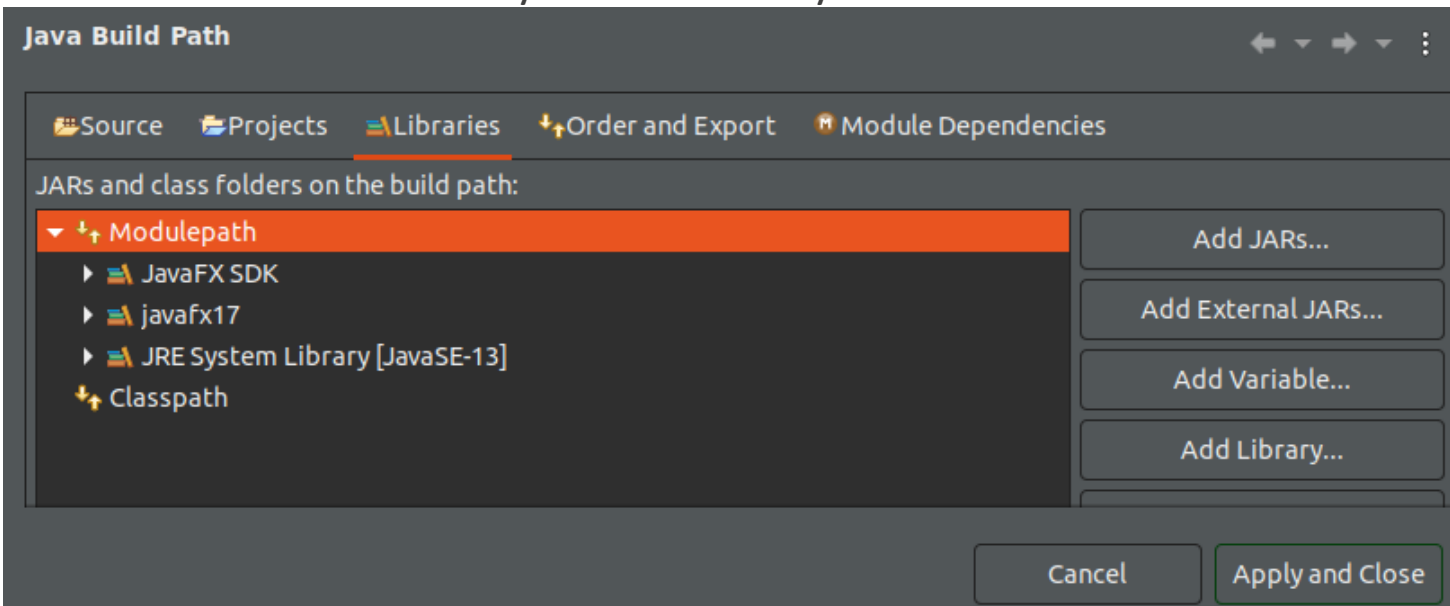 Java Build Path
Source Projects Libraries Order and Export Module Dependencies
JARs and class folders on the build path:
Modulepath
Add JARs...
JavaFX SDK
javafx17
Add External JARs...
JRE System Library [JavaSE-13]
Add Variable...
Classpath
Add Library...
Cancel Apply and Close